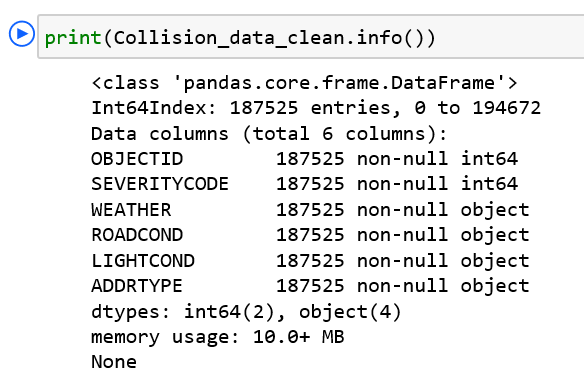 print(Collision_data_clean.info())
<class 'pandas.core.frame.DataFrame'>
Int64Index: 187525 entries, 0 to 194672
Data columns (total 6 columns):
OBJECTID        187525 non-null int64
SEVERITYCODE    187525 non-null int64
WEATHER         187525 non-null object
ROADCOND        187525 non-null object
LIGHTCOND       187525 non-null object
ADDRTYPE        187525 non-null object
dtypes: int64(2), object(4)
memory usage: 10.0+ MB
None